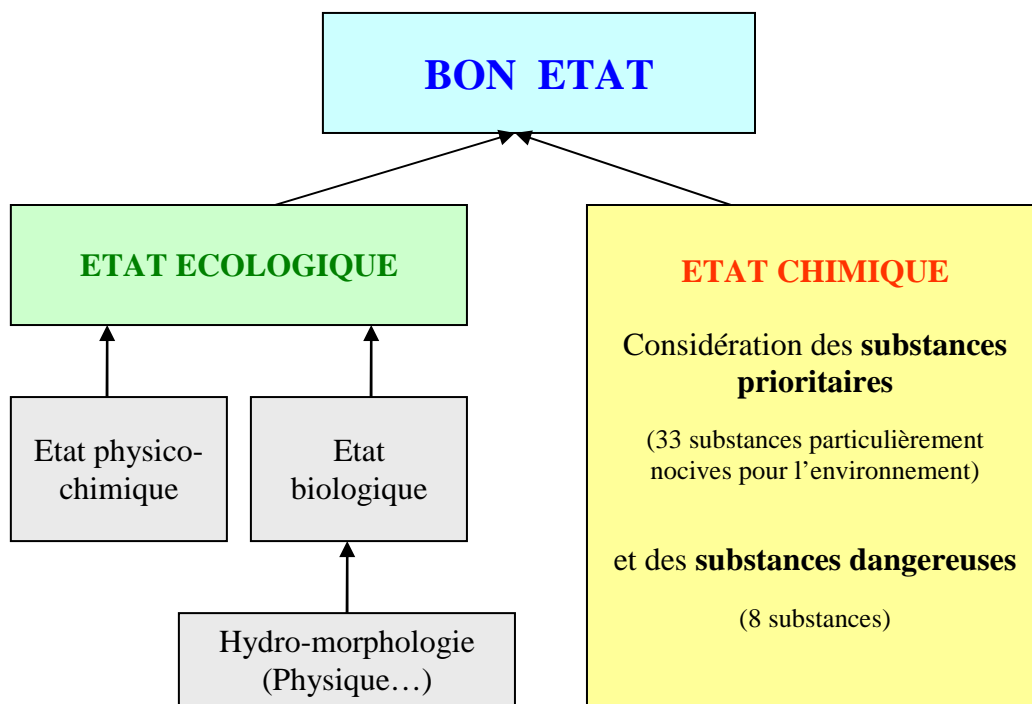 BON ETAT
ETAT ECOLOGIQUE
Etat physico-
chimique
Etat
biologique
Hydro-morphologie
(Physique…)
ETAT CHIMIQUE
Considération des substances
prioritaires
(33 substances particulièrement
nocives pour l’environnement)
et des substances dangereuses
(8 substances)